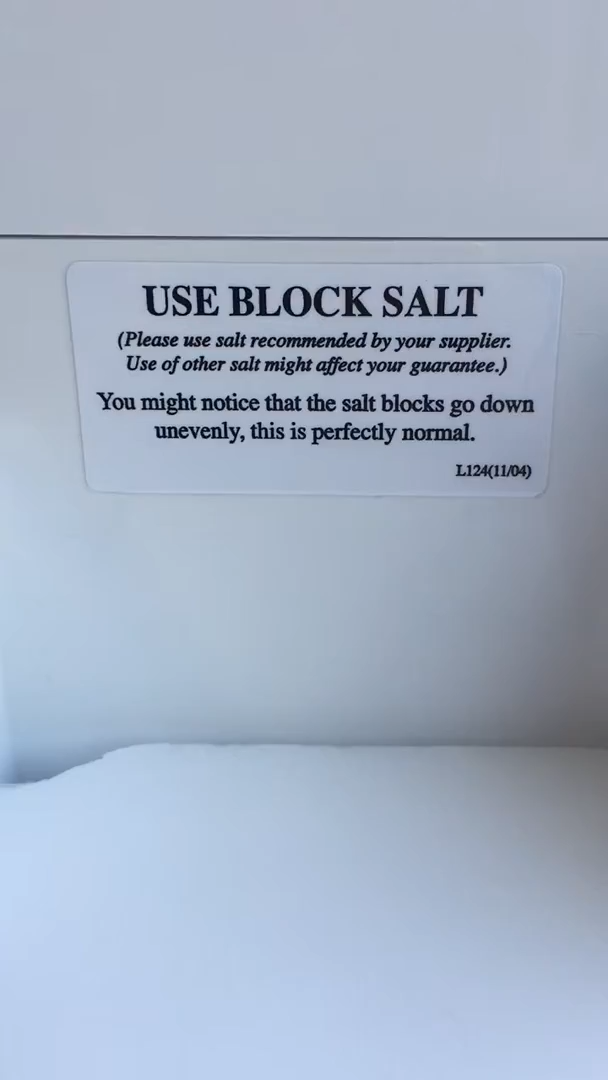 USE BLOCK SALT
(Please use salt recommended by your supplier.
Use of other salt might affect your guarantee.)
You might notice that the salt blocks go down
unevenly, this is perfectly normal.
L124(11/04)